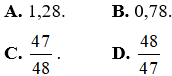 A. 1,28. B. 0,78.
C. 47/48 . D. 48/47